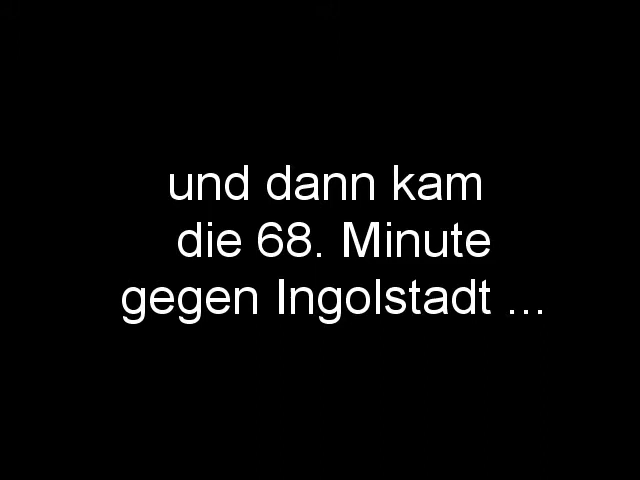 und dann kam
die 68. Minute
gegen Ingolstadt ...